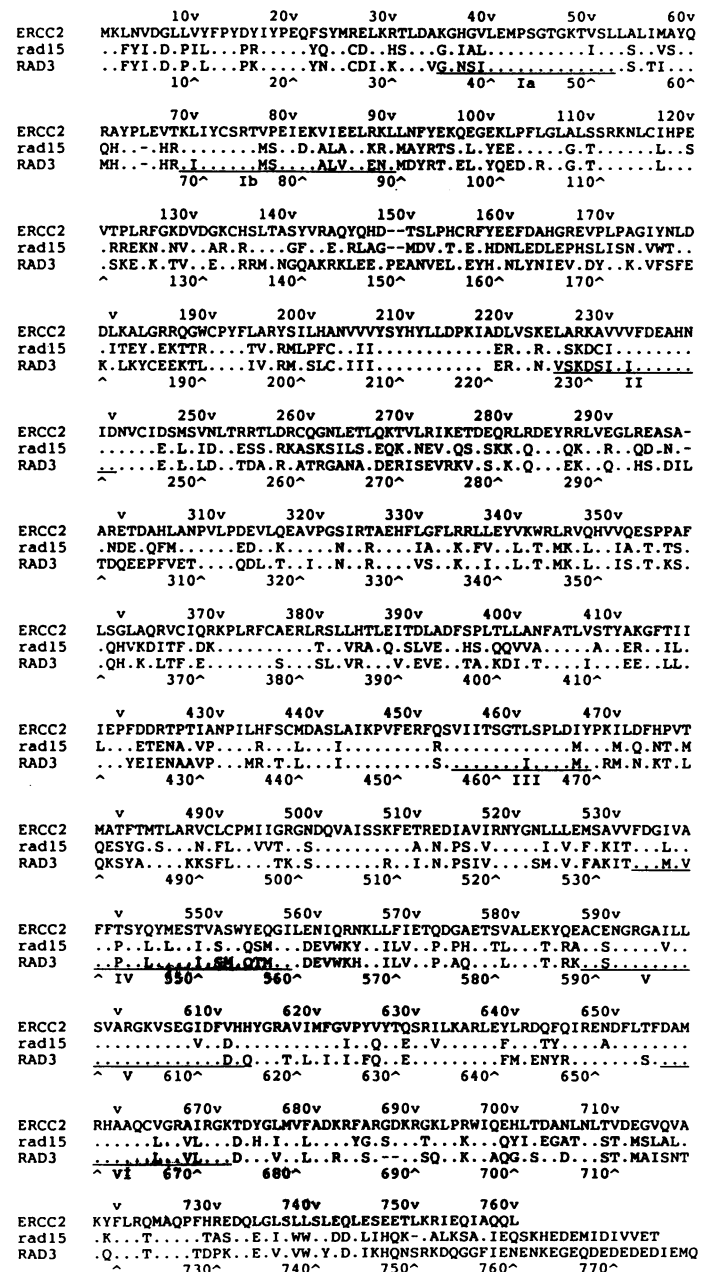 10v 20v 30v 40v 50v 60v
ERCC2 MKLNVDGLLVYFPYDYIYPEQFSYMRELKRTLDAKGHGVLEMPSGTGKTVSLLALIMAYQ
rad15 ..FYI.D.PIL...PR.....YQ..CD..HS...G.IAL..........I...S..VS..
RAD3 ..FYI.D.P.L...PK.....YN..CDI.K...VG.NSI..............S.TI...
10^ 20^ 30^ 40^ Ia 50^ 60^
70v 80v 90v 100v 110v 120v
ERCC2 RAYPLEVTKLIYCSRTVPEIEKVIEELRKLLNFYEKQEGEKLPFLGLALSSRKNLCIHPE
rad15 QH..-.HR........MS..D.ALA..KR.MAYRTS.L.YEE....G.T......L..S
RAD3 MH..-.HR.I......MS....ALV..EN.MDYRT.EL.YQED.R..G.T......L...
70^ Ib 80^ 90^ 100^ 110^
130v 140v 150v 160v 170v
ERCC2 VTPLRFGKDVDGKCHSLTASYVRAQYQHD--TSLPHCRFYEEFDAHGREVPLPAGIYNLD
rad15 .RREKN.NV..AR.R....GF..E.RLAG--MDV.T.E.HDNLEDLEPHSLISN.VWT..
RAD3 .SKE.K.TV..E..RRM.NGQAKRKLEE.PEANVEL.EYH.NLYNIEV.DY..K.VFSFE
^ 130^ 140^ 150^ 160^ 170^
v 190v 200v 210v 220v 230v
ERCC2 DLKALGRRQGWCPYFLARYSILHANVVVYSYHYLLDPKIADLVSKELARKAVVVFDEAHN
rad15 .ITEY.EKTTR....TV.RMLPFC..II............ER..R..SKDCI........
RAD3 K.LKYCEEKTL....IV.RM.SLC.III............ER..N.VSKDSI.I......
^ 190^ 200^ 210^ 220^ 230^ II
v 250v 260v 270v 280v 290v
ERCC2 IDNVCIDSMSVNLTRRTLDRCQGNLETLQKTVLRIKETDEQRLRDEYRRLVEGLREASA-
rad15 ......E.L.ID..ESS.RKASKSILS.EQK.NEV.QS.SKK.Q...QK..R..QD.N.-
RAD3 ......E.L.LD..TDA.R.ATRGANA.DERISEVRKV.S.K.Q...EK..Q..HS.DIL
^ 250^ 260^ 270^ 280^ 290^
v 310v 320v 330v 340v 350v
ERCC2 ARETDAHLANPVLPDEVLQEAVPGSIRTAEHFLGFLRRLLEYVKWRLRVQHVVQESPPAF
rad15 .NDE.QFM......ED..K.....N..R....IA..K.FV..L.T.MK.L..IA.T.TS.
RAD3 TDQEEPFVET....QDL.T..I..N..R....VS..K..I..L.T.MK.L..IS.T.KS.
310^ 320^ 330^ 340^ 350^
v 370v 380v 390v 400v 410v
ERCC2 LSGLAQRVCIQRKPLRFCAERLRSLLHTLEITDLADFSPLTLLANFATLVSTYAKGFTII
rad15 .QHVKDITF.DK.........T..VRA.Q.SLVE..HS.QQVVA.....A..ER..IL.
RAD3 .QH.K.LTF.E.......S...SL.VR...V.EVE..TA.KDI.T.....I...EE..LL.
^ 370^ 380^ 390^ 400^ 410^
v 430v 440v 450v 460v 470v
ERCC2 IEPFDDRTPTIANPILHFSCMDASLAIKPVFERFQSVIITSGTLSPLDIYPKILDFHPVT
rad15 L...ETENA.VP....R...L...I.........R.............M...M.Q.NT.M
RAD3 ...YEIENAAVP...MR.T.L...I.........S........I....M..RM.N.KT.L
^ 430^ 440^ 450^ 460^ III 470^
v 490v 500v 510v 520v 530v
ERCC2 MATFTMTLARVCLCPMIIGRGNDQVAISSKFETREDIAVIRNYGNLLLEMSAVVFDGIVA
rad15 QESYG.S...N.FL...VVT..S..........A.N.PS.V.....I.V.F.KIT...L..
RAD3 QKSYA....KKSFL....TK.S..........I.N.PSIV....SM.V.FAKIT...M.V
^ 490^ 500^ 510^ 520^ 530^
v 550v 560v 570v 580v 590v
ERCC2 FFTSYQYMESTVASWYEQGILENIQRNKLLFIETQDGAETSVALEKYQEACENGRGAILL
rad15 ..P..L.L..I.S..QSM...DEVWKY..ILV..P.PH..TL...T.RA..S.....V..
RAD3 ..P..L.....I.SM.QTM...DEVWKH..ILV..P.AQ...L...T.RK..S........
^ IV 550^ 560^ 570^ 580^ 590^ V
v 610v 620v 630v 640v 650v
ERCC2 SVARGKVSEGIDFVHHYGRAVIMFGVPYVYTQSRILKARLEYLRDQFQIRENDFLTFDAM
rad15 ...........V..D...........I..Q..E..V......F...TY....A.......
RAD3 .............D.Q...T.L.I.I.FQ..E.........FM.ENYR.......S....
^ V 610^ 620^ 630^ 640^ 650^
v 670v 680v 690v 700v 710v
ERCC2 RHAAQCVGRAIRGKTDYGLMVFADKRFARGDKRGKLPRWIQEHLTDANLNLTVDEGVQVA
rad15 ......L..VL...D.H.I..L....YG.S...T....K...QYI.EGAT..ST.MSLAL.
RAD3 ......L..VL...D...V..L..R..S..--..SQ..K..AQG.S..D...ST.MAISNT
^ VI 670^ 680^ 690^ 700^ 710^
v 730v 740v 750v 760v
ERCC2 KYFLRQMAQPFHREDQLGLSLLSLEQLESEETLKRIEQIAQQL
rad15 .K...T.....TAS..E.I.WW..DD.LIHQK-.ALKSA.IEQSKHEDEMIDIVVET
RAD3 .Q...T....TDPK..E.V.VW.Y.D.IKHQNSRKDQGGFIENENKEGEQDEDEDEDIEMQ
^ 730^ 740^ 750^ 760^ 770^